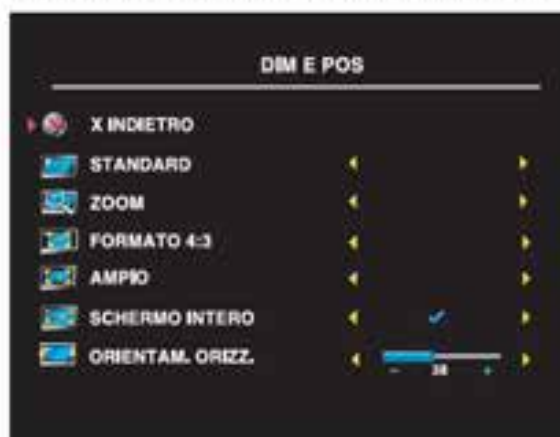 DIM E POS
X INDIETRO
STANDARD
ZOOM
FORMATO 4:3
AMPIO
SCHERMO INTERO
ORIENTAM. ORIZZ.
- 38 +